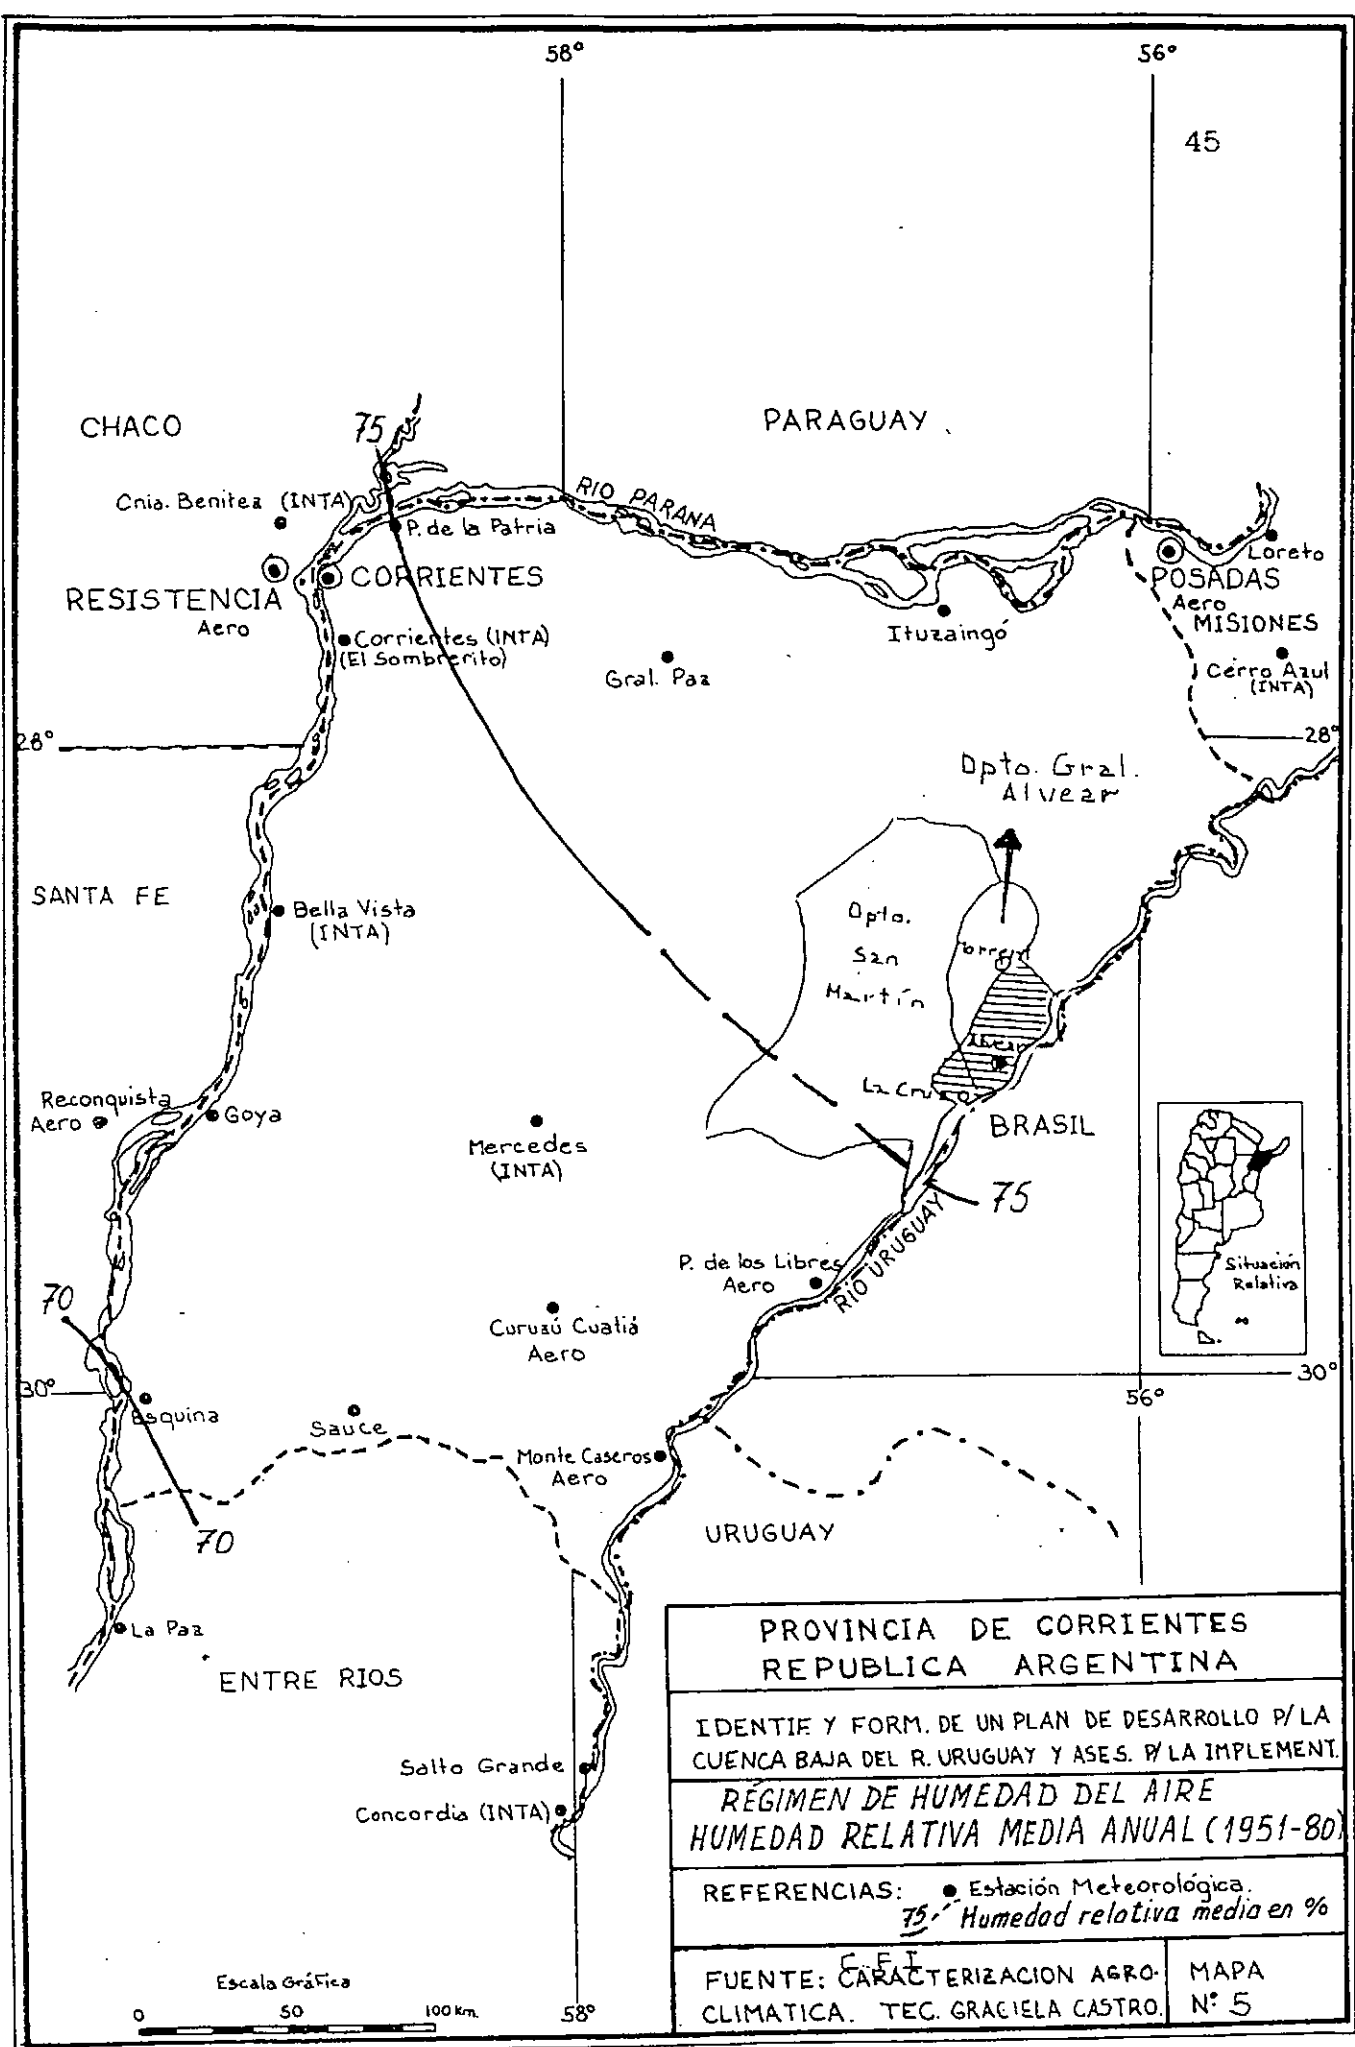 58°
56°
45
CHACO
75
PARAGUAY
Cnia. Benitez (INTA)
RIO PARANA
P. de la Patria
Loreto
CORRIENTES
POSADAS
Aero
RESISTENCIA
Aero
MISIONES
Corrientes (INTA)
(El Sombrerito)
Ituzaingó
Gral. Paz
Cerro Azul
(INTA)
28°
28°
Dpto. Gral.
Alvear
SANTA FE
Bella Vista
(INTA)
Dpto.
San
Martín
Torrent
Alvear
La Cruz
Reconquista
Aero
Goya
Mercedes
(INTA)
BRASIL
75
RÍO URUGUAY
P. de los Libres
Aero
Situación
Relativa
70
Curuzú Cuatiá
Aero
30°
30°
56°
Esquina
Sauce
Monte Caseros
Aero
70
URUGUAY
La Paz
ENTRE RIOS
Salto Grande
Concordia (INTA)
PROVINCIA DE CORRIENTES
REPUBLICA ARGENTINA
IDENTIF. Y FORM. DE UN PLAN DE DESARROLLO P/ LA
CUENCA BAJA DEL R. URUGUAY Y ASES. P/ LA IMPLEMENT.
RÉGIMEN DE HUMEDAD DEL AIRE
HUMEDAD RELATIVA MEDIA ANUAL (1951-80)
REFERENCIAS: Estación Meteorológica.
75 Humedad relativa media en %
C.F.I.
FUENTE: CARACTERIZACION AGRO-
CLIMATICA. TEC. GRACIELA CASTRO.
MAPA
N° 5
Escala Gráfica
0 50 100 km.
58°